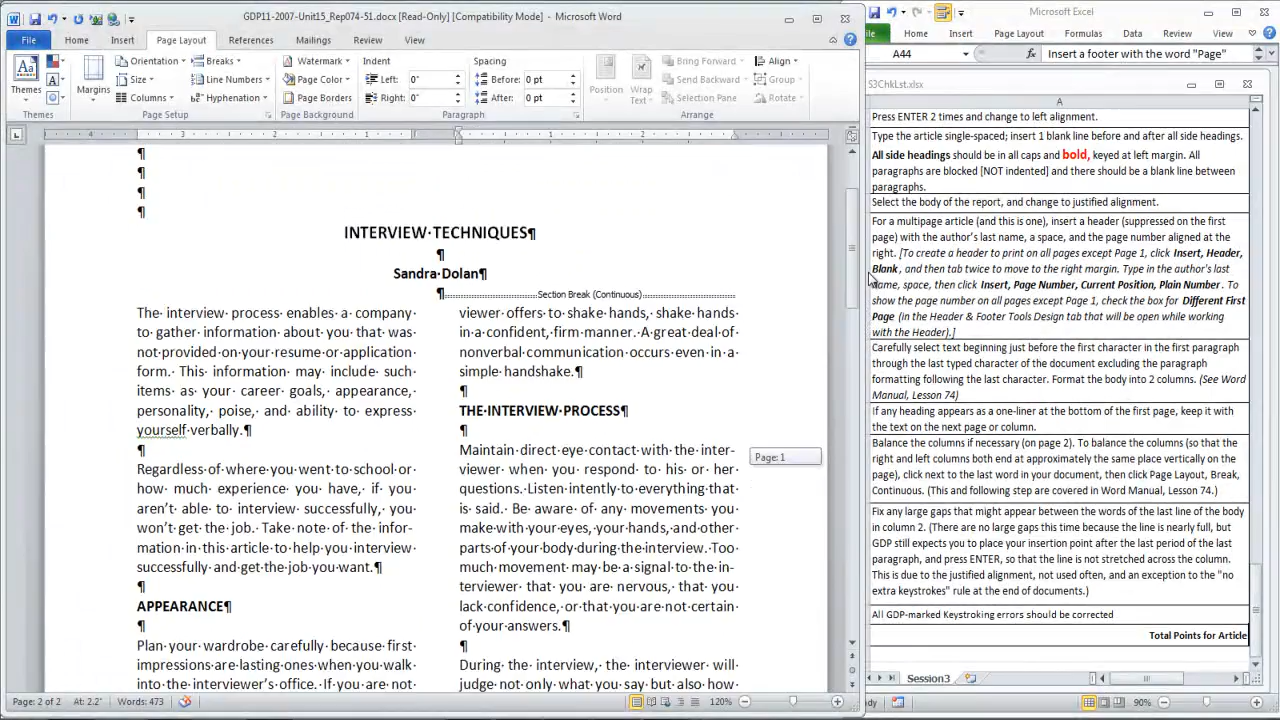 GDP11-2007-Unit15_Rep074-51.docx [Read-Only] [Compatibility Mode] - Microsoft Word
File Home Insert Page Layout References Mailings Review View
Themes
Margins
Orientation
Size
Columns
Breaks
Line Numbers
Hyphenation
Page Setup
Watermark
Page Color
Page Borders
Page Background
Indent
Left: 0"
Right: 0"
Spacing
Before: 0 pt
After: 0 pt
Paragraph
Position
Wrap
Text
Bring Forward
Send Backward
Selection Pane
Align
Group
Rotate
Arrange
¶
¶
¶
¶
INTERVIEW·TECHNIQUES¶
¶
Sandra·Dolan¶
¶ Section Break (Continuous)
The· interview· process· enables· a· company·
to· gather· information· about· you· that· was·
not·provided·on·your·resume·or·application·
form.· This· information· may· include· such·
items· as· your· career· goals,· appearance,·
personality,· poise,· and· ability· to· express·
yourself·verbally.¶
¶
Regardless·of·where·you·went·to·school·or·
how· much· experience· you· have,· if· you·
aren't· able· to· interview· successfully,· you·
won't·get·the·job.·Take·note·of·the·infor-
mation·in·this·article·to·help·you·interview·
successfully·and·get·the·job·you·want.¶
¶
APPEARANCE¶
¶
Plan·your·wardrobe·carefully·because·first·
impressions·are·lasting·ones·when·you·walk·
into·the·interviewer's·office.·If·you·are·not·
viewer·offers·to·shake·hands,·shake·hands·
in·a·confident,·firm·manner.·A·great·deal·of·
nonverbal·communication·occurs·even·in·a·
simple·handshake.¶
¶
THE·INTERVIEW·PROCESS¶
¶
Maintain·direct·eye·contact·with·the·inter-
viewer· when· you· respond· to· his· or· her·
questions.·Listen·intently·to·everything·that·
is· said.· Be· aware· of· any· movements· you·
make·with·your·eyes,·your·hands,·and·other·
parts·of·your·body·during·the·interview.·Too·
much·movement·may·be·a·signal·to·the·in-
terviewer· that· you· are· nervous,· that· you·
lack·confidence,·or·that·you·are·not·certain·
of·your·answers.¶
¶
During· the· interview,· the· interviewer· will·
judge·not·only·what·you·say·but·also·how·
Page: 1
Page: 2 of 2 At: 2.2" Words: 473 120%
Microsoft Excel
Home Insert Page Layout Formulas Data Review View
A44 fx Insert a footer with the word "Page"
S3ChkLst.xlsx
A
Press ENTER 2 times and change to left alignment.
Type the article single-spaced; insert 1 blank line before and after all side headings.
All side headings should be in all caps and bold, keyed at left margin. All
paragraphs are blocked [NOT indented] and there should be a blank line between
paragraphs.
Select the body of the report, and change to justified alignment.
For a multipage article (and this is one), insert a header (suppressed on the first
page) with the author's last name, a space, and the page number aligned at the
right. [To create a header to print on all pages except Page 1, click Insert, Header,
Blank, and then tab twice to move to the right margin. Type in the author's last
name, space, then click Insert, Page Number, Current Position, Plain Number. To
show the page number on all pages except Page 1, check the box for Different First
Page (in the Header & Footer Tools Design tab that will be open while working
with the Header).]
Carefully select text beginning just before the first character in the first paragraph
through the last typed character of the document excluding the paragraph
formatting following the last character. Format the body into 2 columns. (See Word
Manual, Lesson 74)
If any heading appears as a one-liner at the bottom of the first page, keep it with
the text on the next page or column.
Balance the columns if necessary (on page 2). To balance the columns (so that the
right and left columns both end at approximately the same place vertically on the
page), click next to the last word in your document, then click Page Layout, Break,
Continuous. (This and following step are covered in Word Manual, Lesson 74.)
Fix any large gaps that might appear between the words of the last line of the body
in column 2. (There are no large gaps this time because the line is nearly full, but
GDP still expects you to place your insertion point after the last period of the last
paragraph, and press ENTER, so that the line is not stretched across the column.
This is due to the justified alignment, not used often, and an exception to the "no
extra keystrokes" rule at the end of documents.)
All GDP-marked Keystroking errors should be corrected
Total Points for Article
Session3
90%